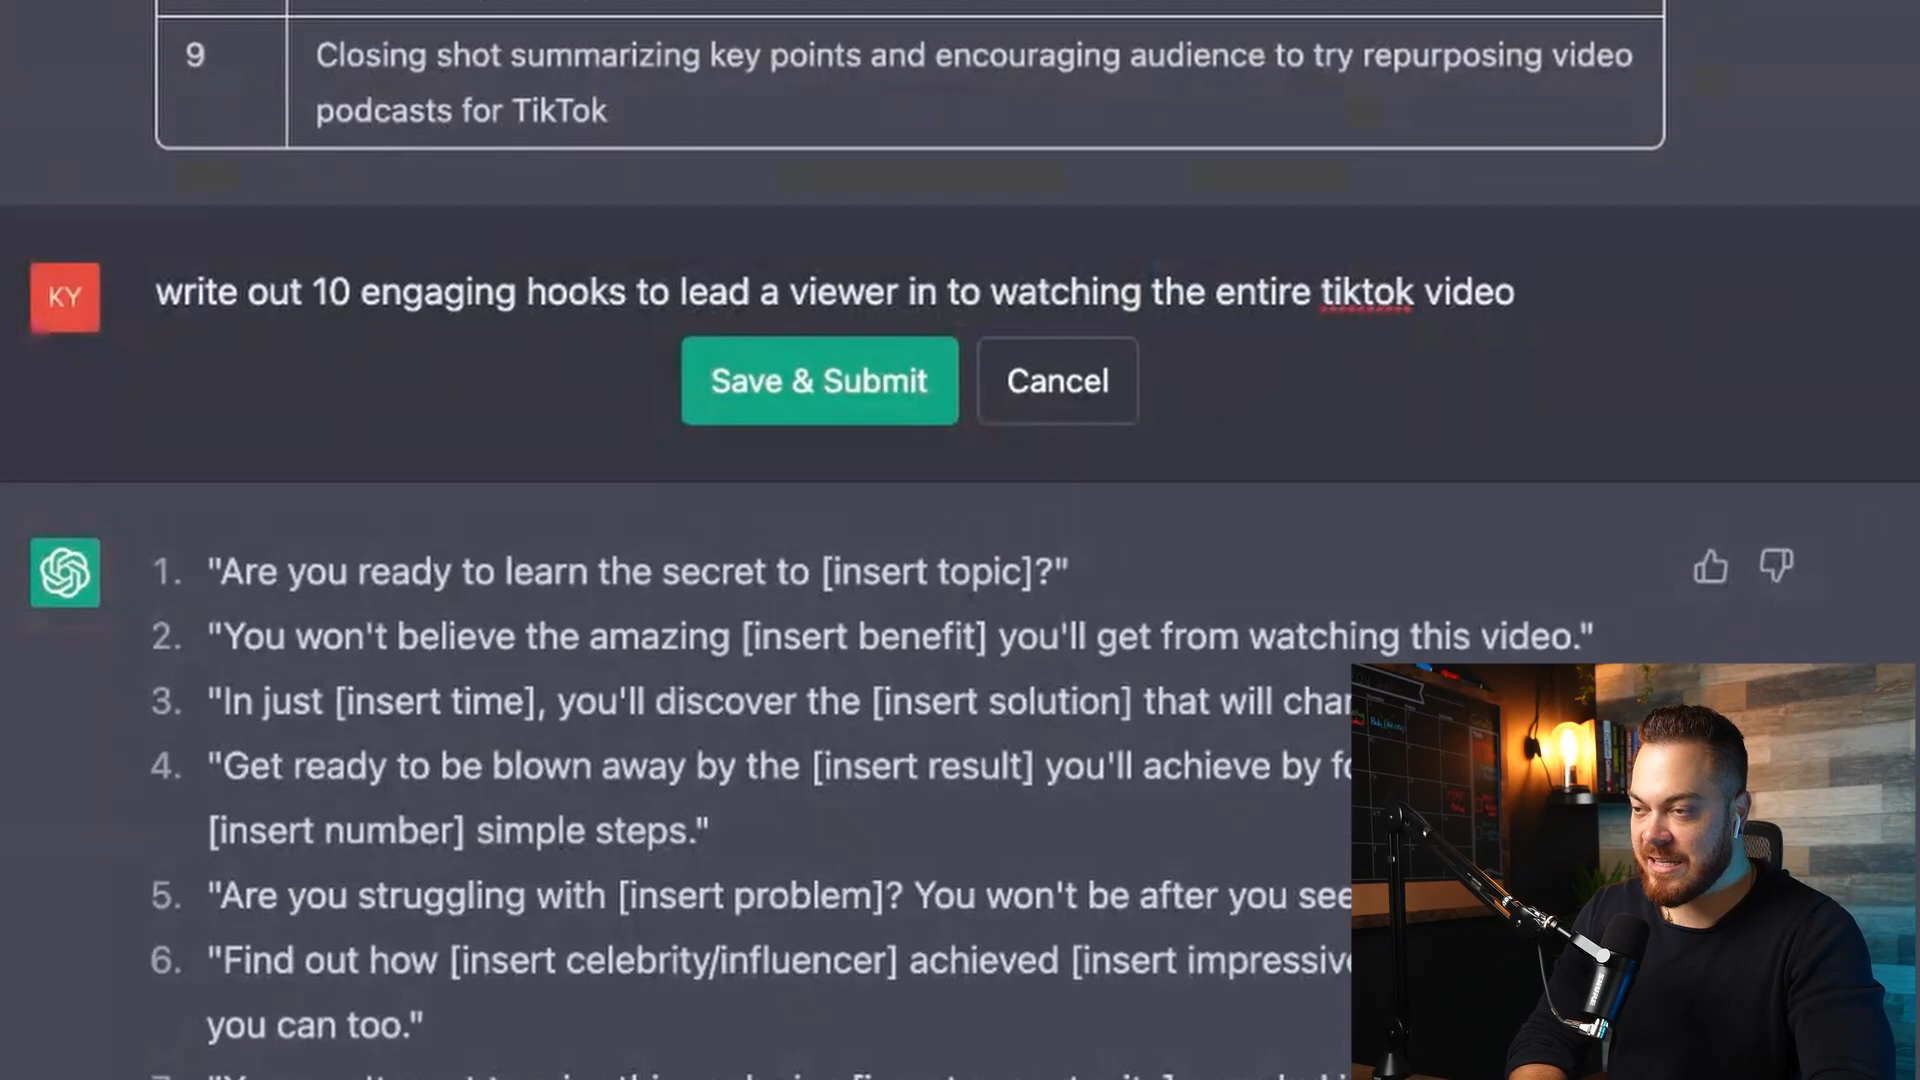 9
Closing shot summarizing key points and encouraging audience to try repurposing video
podcasts for TikTok
KY
write out 10 engaging hooks to lead a viewer in to watching the entire tiktok video
Save & Submit
Cancel
1. "Are you ready to learn the secret to [insert topic]?"
2. "You won't believe the amazing [insert benefit] you'll get from watching this video."
3. "In just [insert time], you'll discover the [insert solution] that will
4. "Get ready to be blown away by the [insert result] you'll achieve by
[insert number] simple steps."
5. "Are you struggling with [insert problem]? You won't be after you see
6. "Find out how [insert celebrity/influencer] achieved [insert impressive
you can too."
SHURE